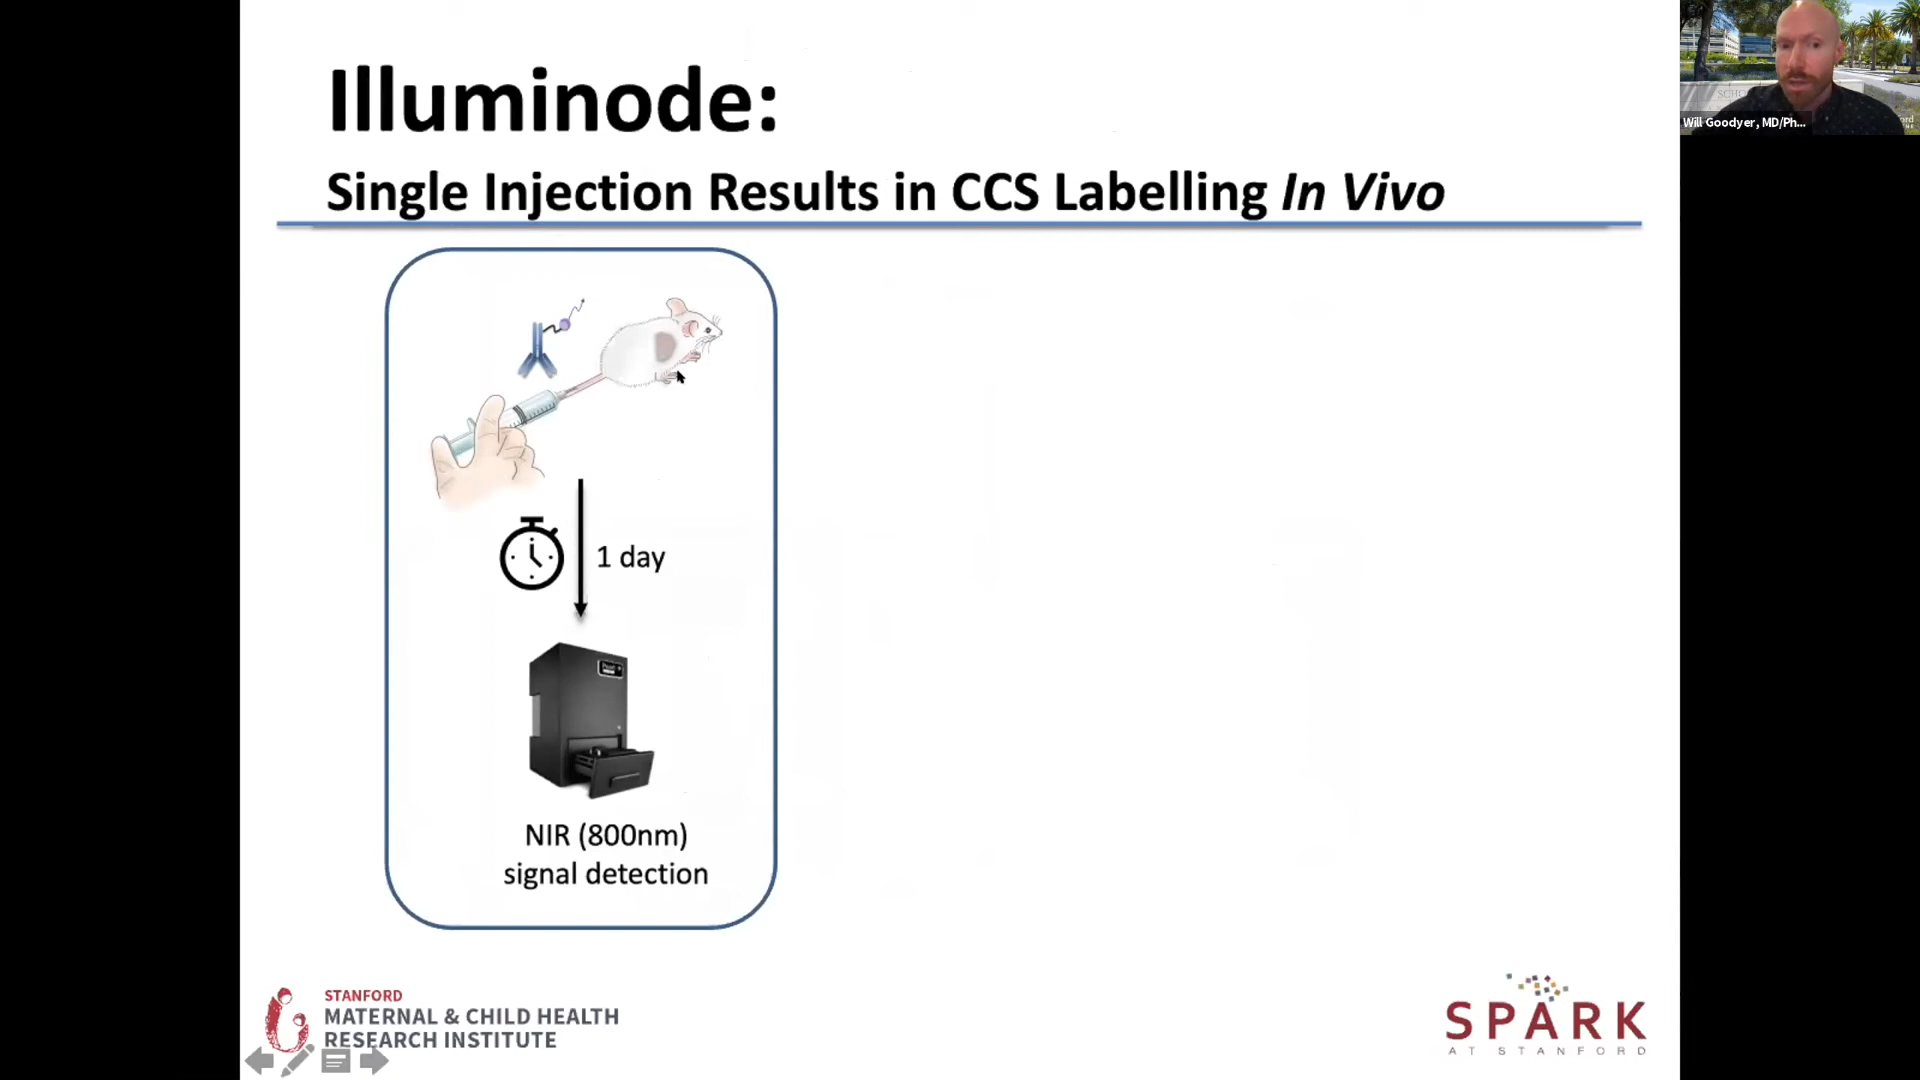 Illuminode:
Single Injection Results in CCS Labelling In Vivo
1 day
NIR (800nm)
signal detection
STANFORD
MATERNAL & CHILD HEALTH
RESEARCH INSTITUTE
SPARK
AT STANFORD
Will Goodyer, MD/Ph...